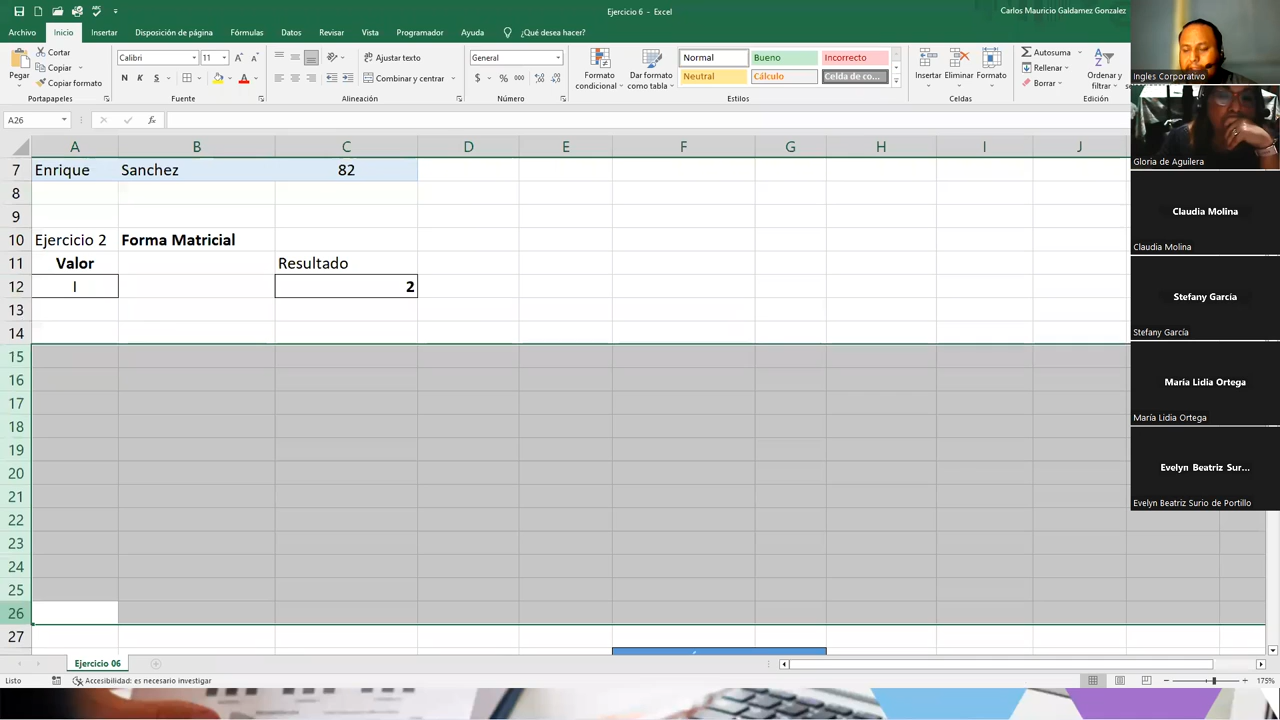 Ejercicio 6 - Excel
Carlos Mauricio Galdamez Gonzalez
Archivo Inicio Insertar Disposición de página Fórmulas Datos Revisar Vista Programador Ayuda ¿Qué desea hacer?
Pegar
Cortar
Copiar
Copiar formato
Portapapeles
Calibri 11
N K S
Fuente
Ajustar texto
Combinar y centrar
Alineación
General
$ % 000
Número
Formato condicional
Dar formato como tabla
Normal Bueno Incorrecto
Neutral Cálculo Celda de co...
Estilos
Insertar Eliminar Formato
Celdas
Autosuma
Rellenar
Borrar
Ordenar y filtrar
Edición
A26
fx
A B C D E F G H I J
7 Enrique Sanchez 82
8
9
10 Ejercicio 2 Forma Matricial
11 Valor Resultado
12 I 2
13
14
15
16
17
18
19
20
21
22
23
24
25
26
27
Ejercicio 06
Listo
Accesibilidad: es necesario investigar
175%
Ingles Corporativo
Gloria de Aguilera
Claudia Molina
Claudia Molina
Stefany García
Stefany García
María Lidia Ortega
María Lidia Ortega
Evelyn Beatriz Sur...
Evelyn Beatriz Surio de Portillo